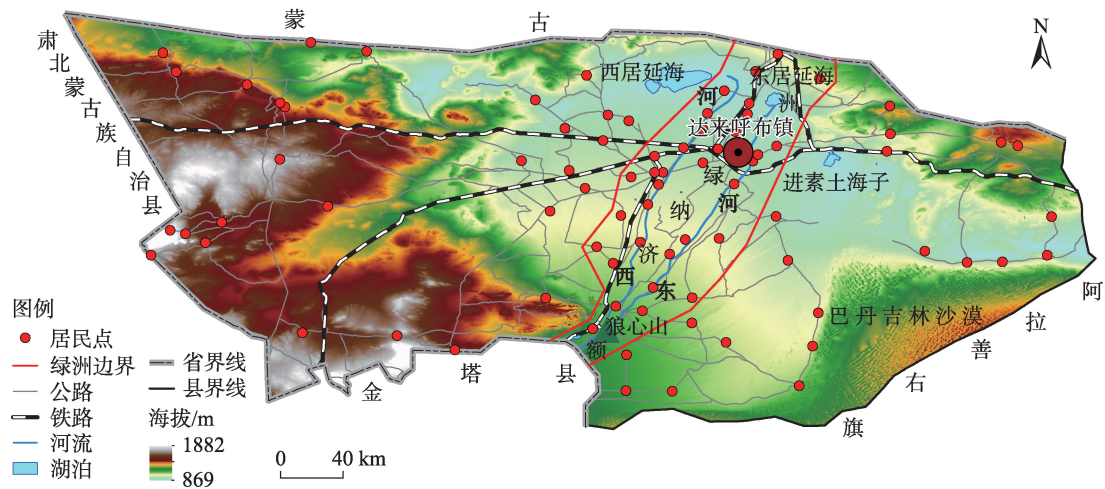 蒙
古
N
肃北蒙古族自治县
西居延海
东居延海
河
洲
达来呼布镇
绿
进素土海子
河
纳
济
西
东
狼心山
额
巴丹吉林沙漠
阿
拉
善
右
旗
金
塔
县
图例
居民点
绿洲边界
公路
铁路
河流
湖泊
省界线
县界线
海拔/m
1882
869
0
40 km